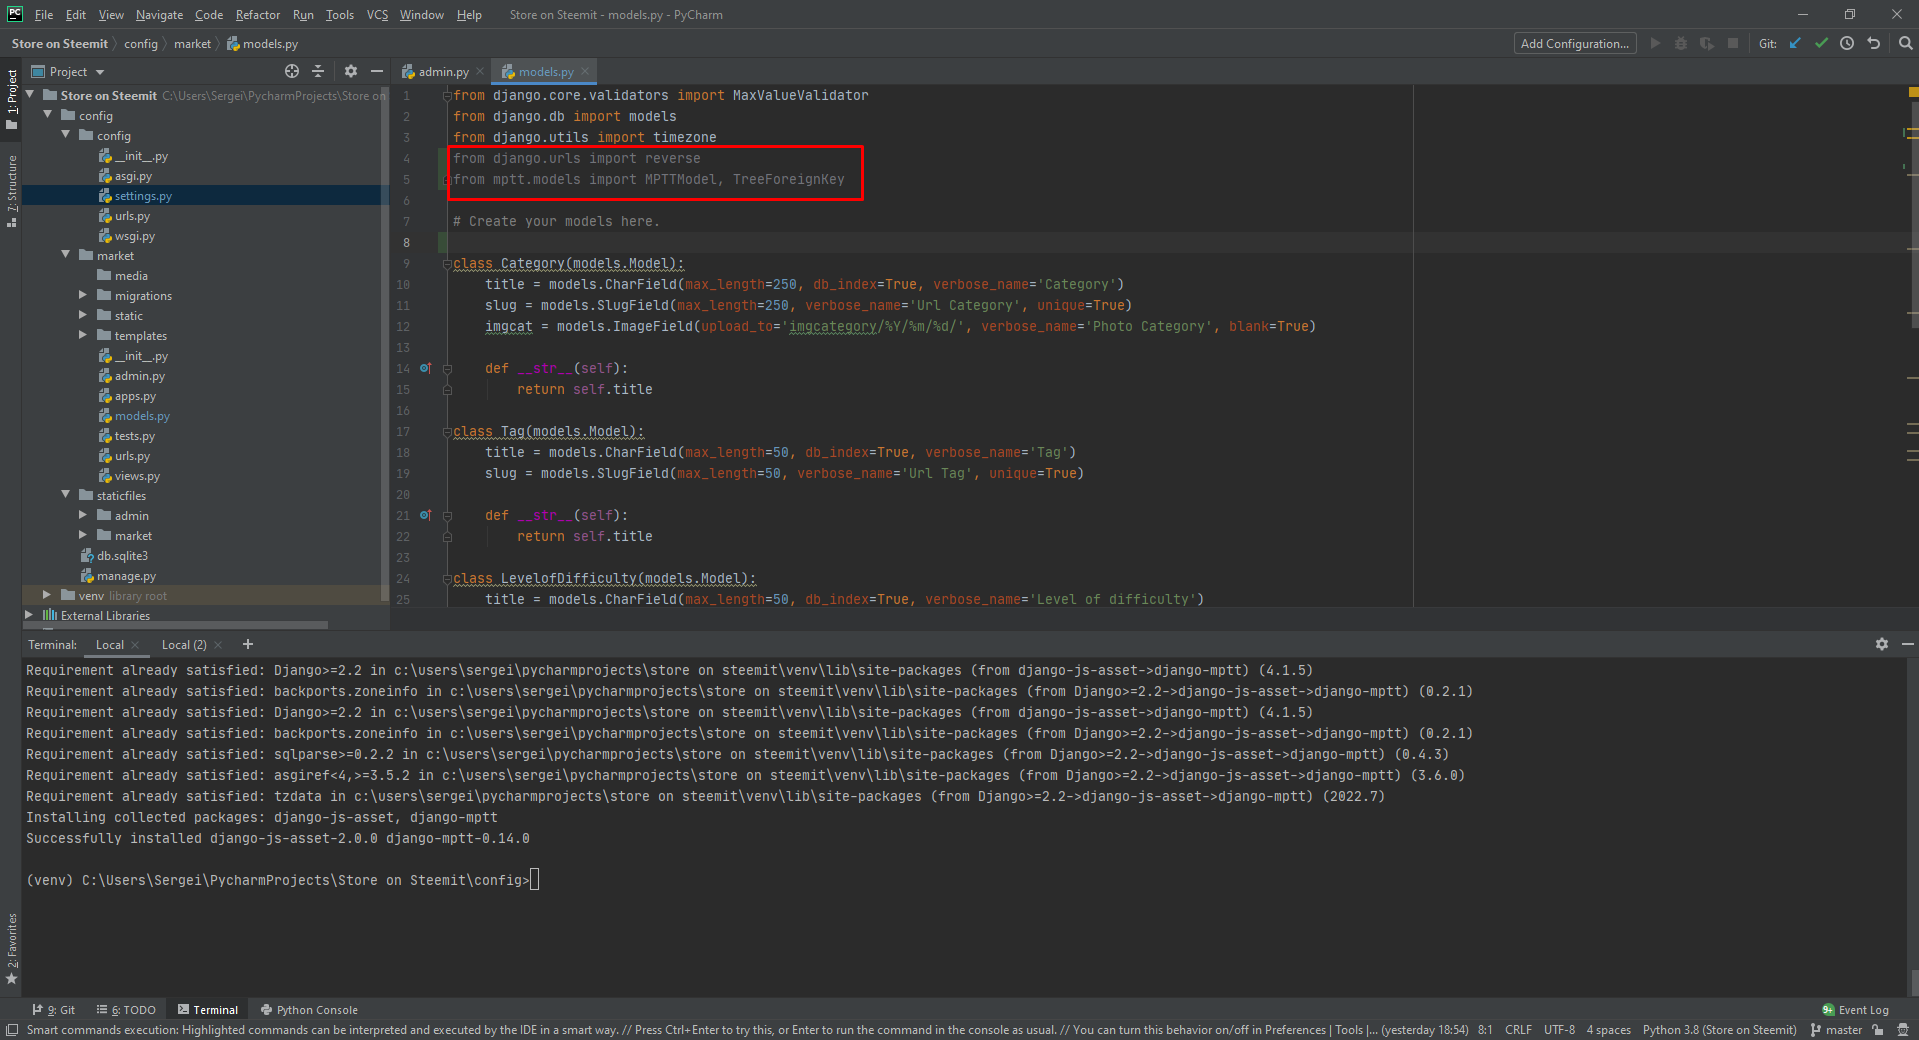 PC File Edit View Navigate Code Refactor Run Tools VCS Window Help Store on Steemit - models.py - PyCharm
Store on Steemit config market models.py Add Configuration... Git:
Project
admin.py models.py
1: Project
7: Structure
2: Favorites
Store on Steemit C:\Users\Sergei\PycharmProjects\Store on
config
config
__init__.py
asgi.py
settings.py
urls.py
wsgi.py
market
media
migrations
static
templates
__init__.py
admin.py
apps.py
models.py
tests.py
urls.py
views.py
staticfiles
admin
market
db.sqlite3
manage.py
venv library root
External Libraries
1 from django.core.validators import MaxValueValidator
2 from django.db import models
3 from django.utils import timezone
4 from django.urls import reverse
5 from mptt.models import MPTTModel, TreeForeignKey
6
7 # Create your models here.
8
9 class Category(models.Model):
10 title = models.CharField(max_length=250, db_index=True, verbose_name='Category')
11 slug = models.SlugField(max_length=250, verbose_name='Url Category', unique=True)
12 imgcat = models.ImageField(upload_to='imgcategory/%Y/%m/%d/', verbose_name='Photo Category', blank=True)
13
14 def __str__(self):
15 return self.title
16
17 class Tag(models.Model):
18 title = models.CharField(max_length=50, db_index=True, verbose_name='Tag')
19 slug = models.SlugField(max_length=50, verbose_name='Url Tag', unique=True)
20
21 def __str__(self):
22 return self.title
23
24 class LevelofDifficulty(models.Model):
25 title = models.CharField(max_length=50, db_index=True, verbose_name='Level of difficulty')
Terminal: Local Local (2)
Requirement already satisfied: Django>=2.2 in c:\users\sergei\pycharmprojects\store on steemit\venv\lib\site-packages (from django-js-asset->django-mptt) (4.1.5)
Requirement already satisfied: backports.zoneinfo in c:\users\sergei\pycharmprojects\store on steemit\venv\lib\site-packages (from Django>=2.2->django-js-asset->django-mptt) (0.2.1)
Requirement already satisfied: Django>=2.2 in c:\users\sergei\pycharmprojects\store on steemit\venv\lib\site-packages (from django-js-asset->django-mptt) (4.1.5)
Requirement already satisfied: backports.zoneinfo in c:\users\sergei\pycharmprojects\store on steemit\venv\lib\site-packages (from Django>=2.2->django-js-asset->django-mptt) (0.2.1)
Requirement already satisfied: sqlparse>=0.2.2 in c:\users\sergei\pycharmprojects\store on steemit\venv\lib\site-packages (from Django>=2.2->django-js-asset->django-mptt) (0.4.3)
Requirement already satisfied: asgiref<4,>=3.5.2 in c:\users\sergei\pycharmprojects\store on steemit\venv\lib\site-packages (from Django>=2.2->django-js-asset->django-mptt) (3.6.0)
Requirement already satisfied: tzdata in c:\users\sergei\pycharmprojects\store on steemit\venv\lib\site-packages (from Django>=2.2->django-js-asset->django-mptt) (2022.7)
Installing collected packages: django-js-asset, django-mptt
Successfully installed django-js-asset-2.0.0 django-mptt-0.14.0
(venv) C:\Users\Sergei\PycharmProjects\Store on Steemit\config>
9: Git 6: TODO Terminal Python Console 9+ Event Log
Smart commands execution: Highlighted commands can be interpreted and executed by the IDE in a smart way. // Press Ctrl+Enter to try this, or Enter to run the command in the console as usual. // You can turn this behavior on/off in Preferences | Tools |... (yesterday 18:54) 8:1 CRLF UTF-8 4 spaces Python 3.8 (Store on Steemit) master